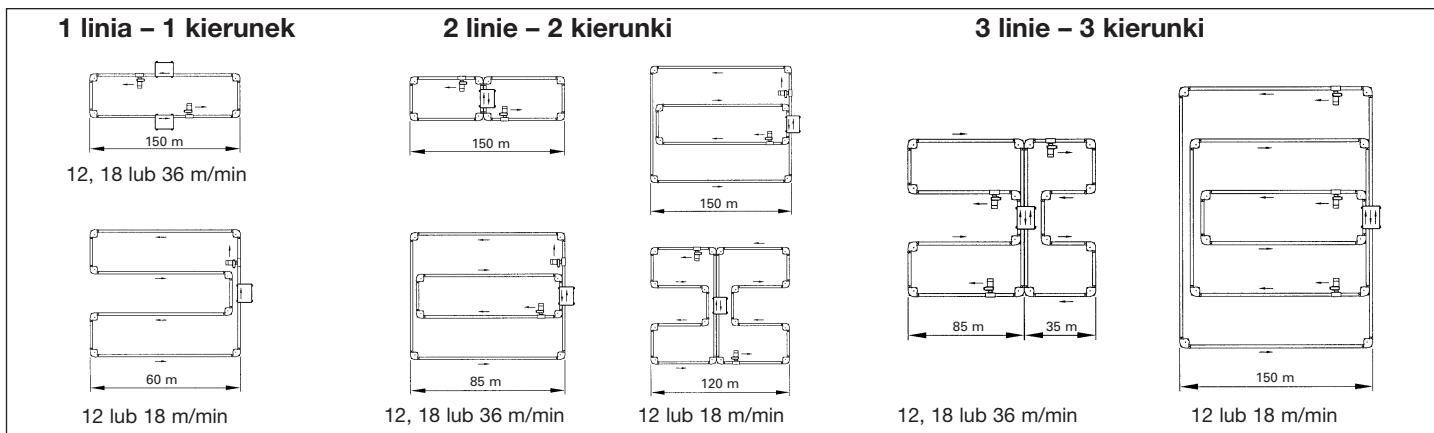 1 linia – 1 kierunek
150 m
12, 18 lub 36 m/min
60 m
12 lub 18 m/min
2 linie – 2 kierunki
150 m
150 m
85 m
12, 18 lub 36 m/min
120 m
12 lub 18 m/min
3 linie – 3 kierunki
85 m
35 m
12, 18 lub 36 m/min
150 m
12 lub 18 m/min